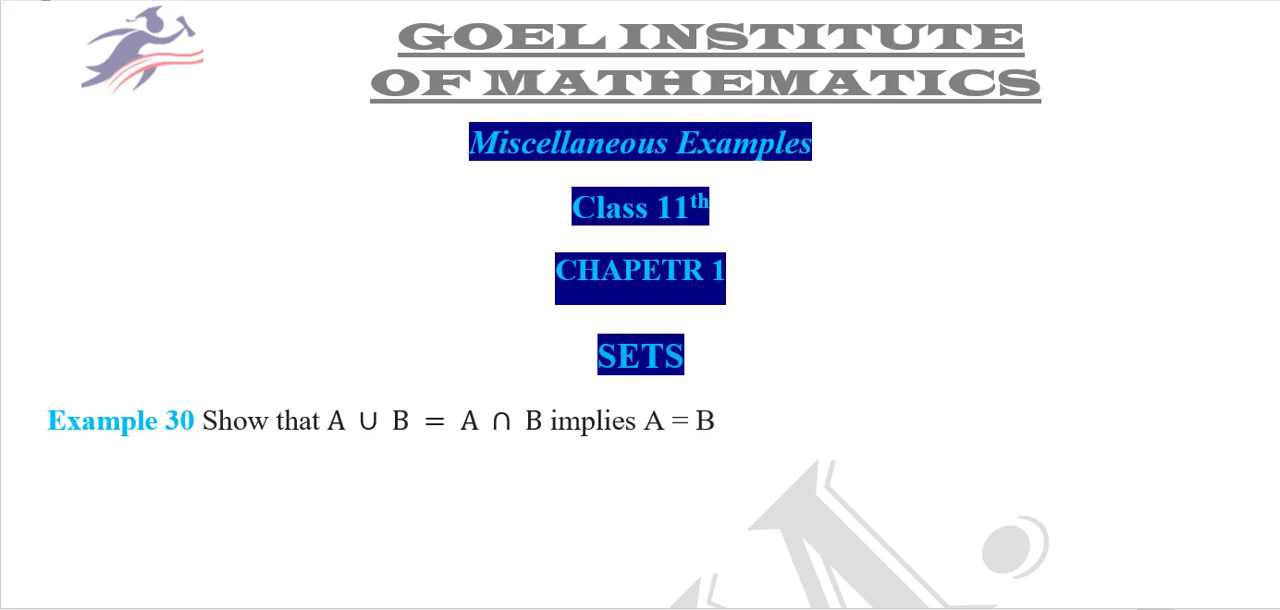 GOEL INSTITUTE
OF MATHEMATICS
Miscellaneous Examples
Class 11th
CHAPETR 1
SETS
Example 30 Show that A ∪ B = A ∩ B implies A = B